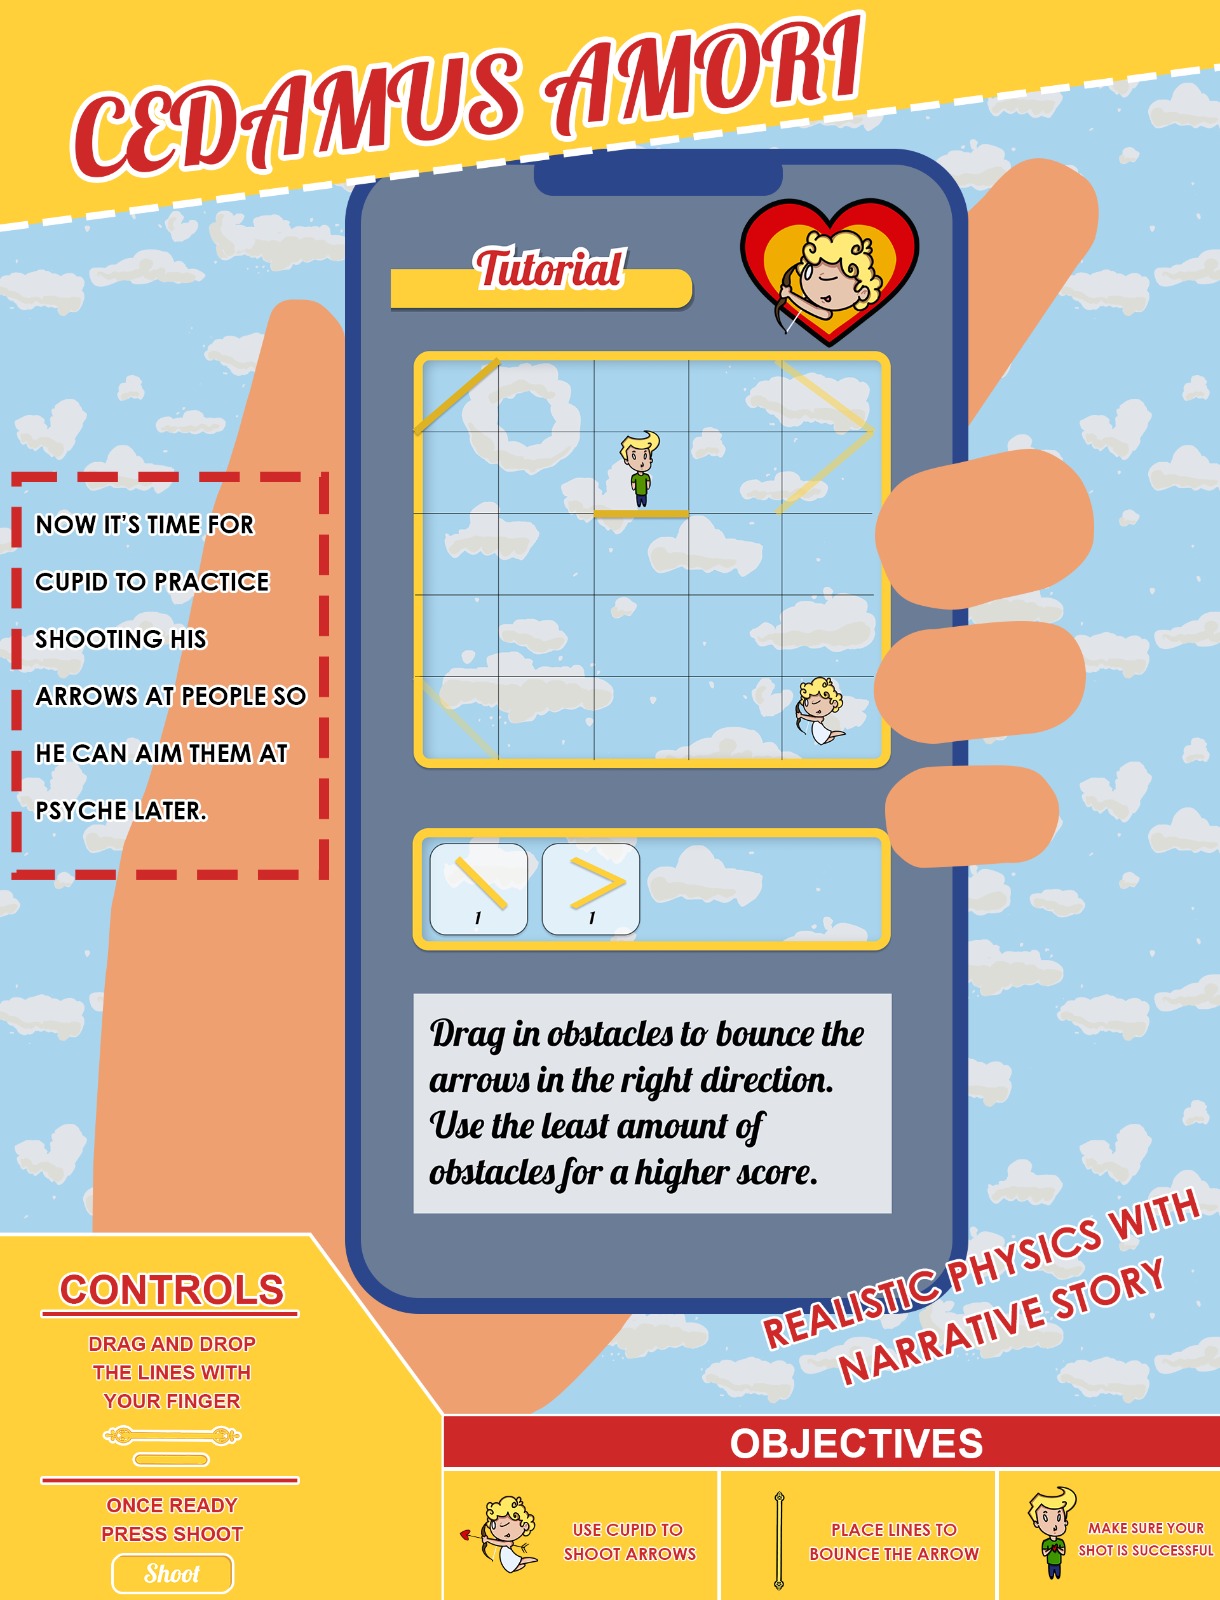 CEDAMUS AMORI
Tutorial
NOW IT'S TIME FOR
CUPID TO PRACTICE
SHOOTING HIS
ARROWS AT PEOPLE SO
HE CAN AIM THEM AT
PSYCHE LATER.
1
1
Drag in obstacles to bounce the
arrows in the right direction.
Use the least amount of
obstacles for a higher score.
REALISTIC PHYSICS WITH
NARRATIVE STORY
CONTROLS
DRAG AND DROP
THE LINES WITH
YOUR FINGER
ONCE READY
PRESS SHOOT
Shoot
OBJECTIVES
USE CUPID TO
SHOOT ARROWS
PLACE LINES TO
BOUNCE THE ARROW
MAKE SURE YOUR
SHOT IS SUCCESSFUL